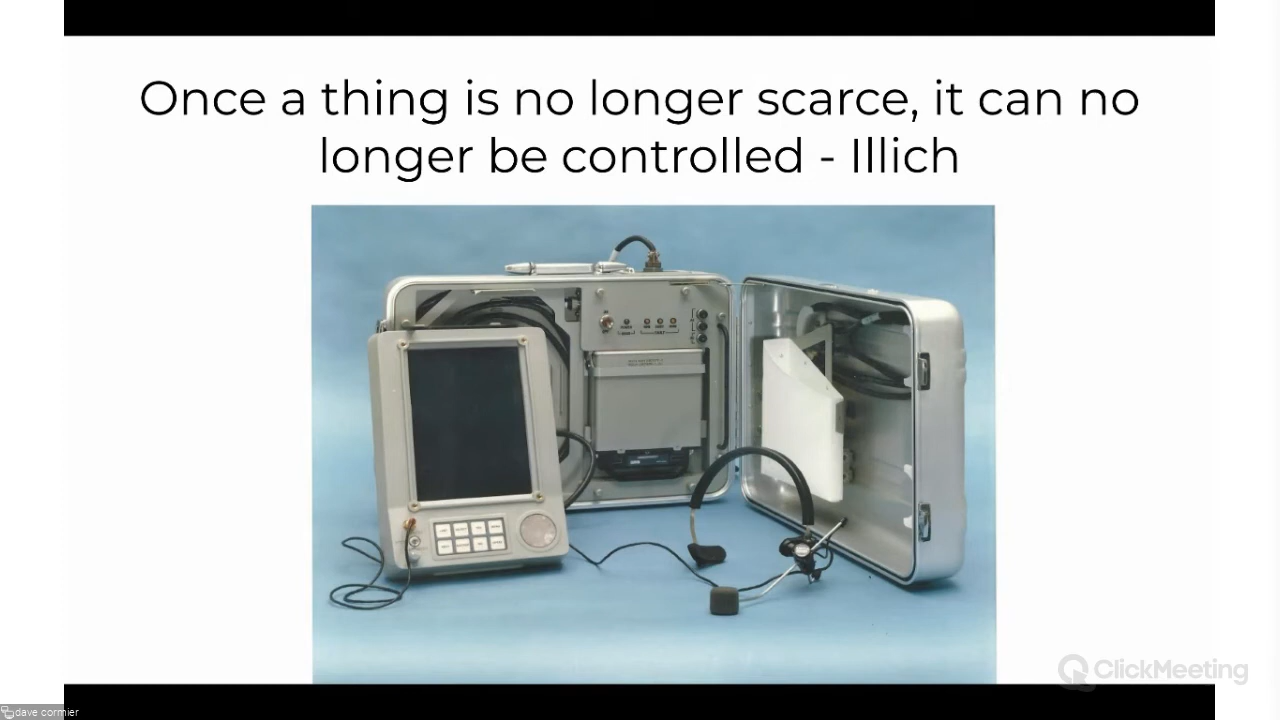 Once a thing is no longer scarce, it can no
longer be controlled - Illich
ClickMeeting
dave cormier